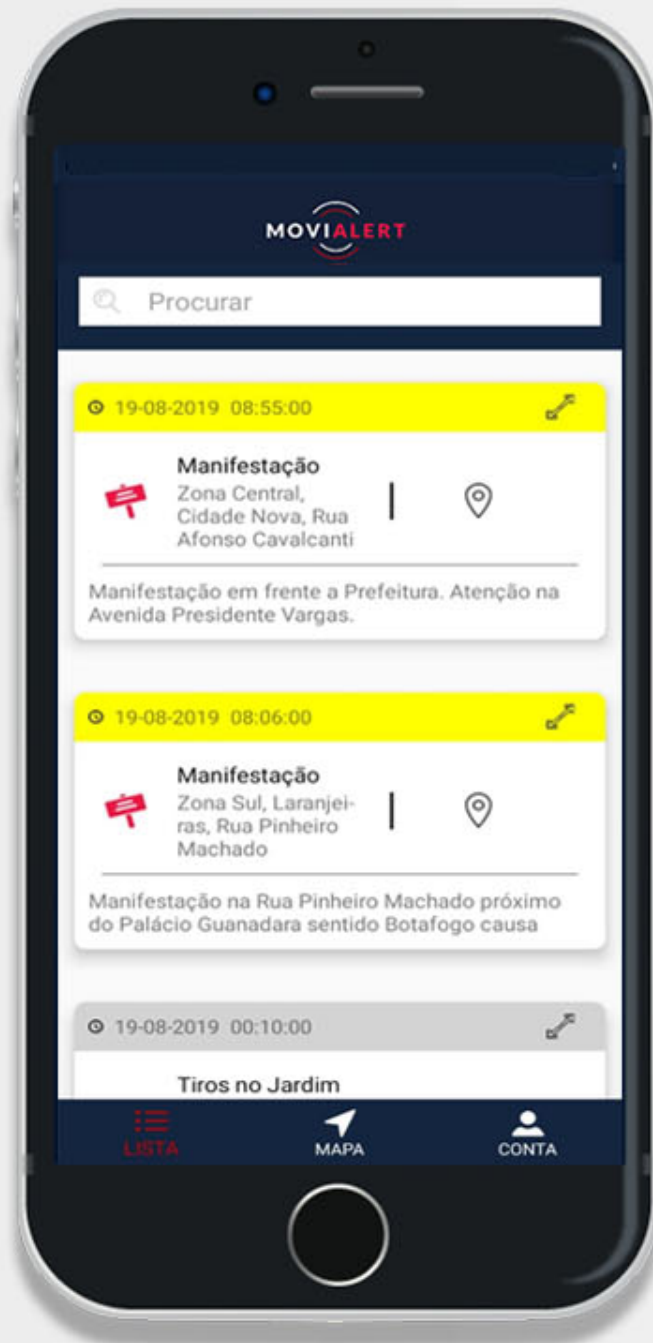 MOVIALERT
Procurar
19-08-2019 08:55:00
Manifestação
Zona Central,
Cidade Nova, Rua
Afonso Cavalcanti
Manifestação em frente a Prefeitura. Atenção na
Avenida Presidente Vargas.
19-08-2019 08:06:00
Manifestação
Zona Sul, Laranjei-
ras, Rua Pinheiro
Machado
Manifestação na Rua Pinheiro Machado próximo
do Palácio Guanadara sentido Botafogo causa
19-08-2019 00:10:00
Tiros no Jardim
LISTA
MAPA
CONTA